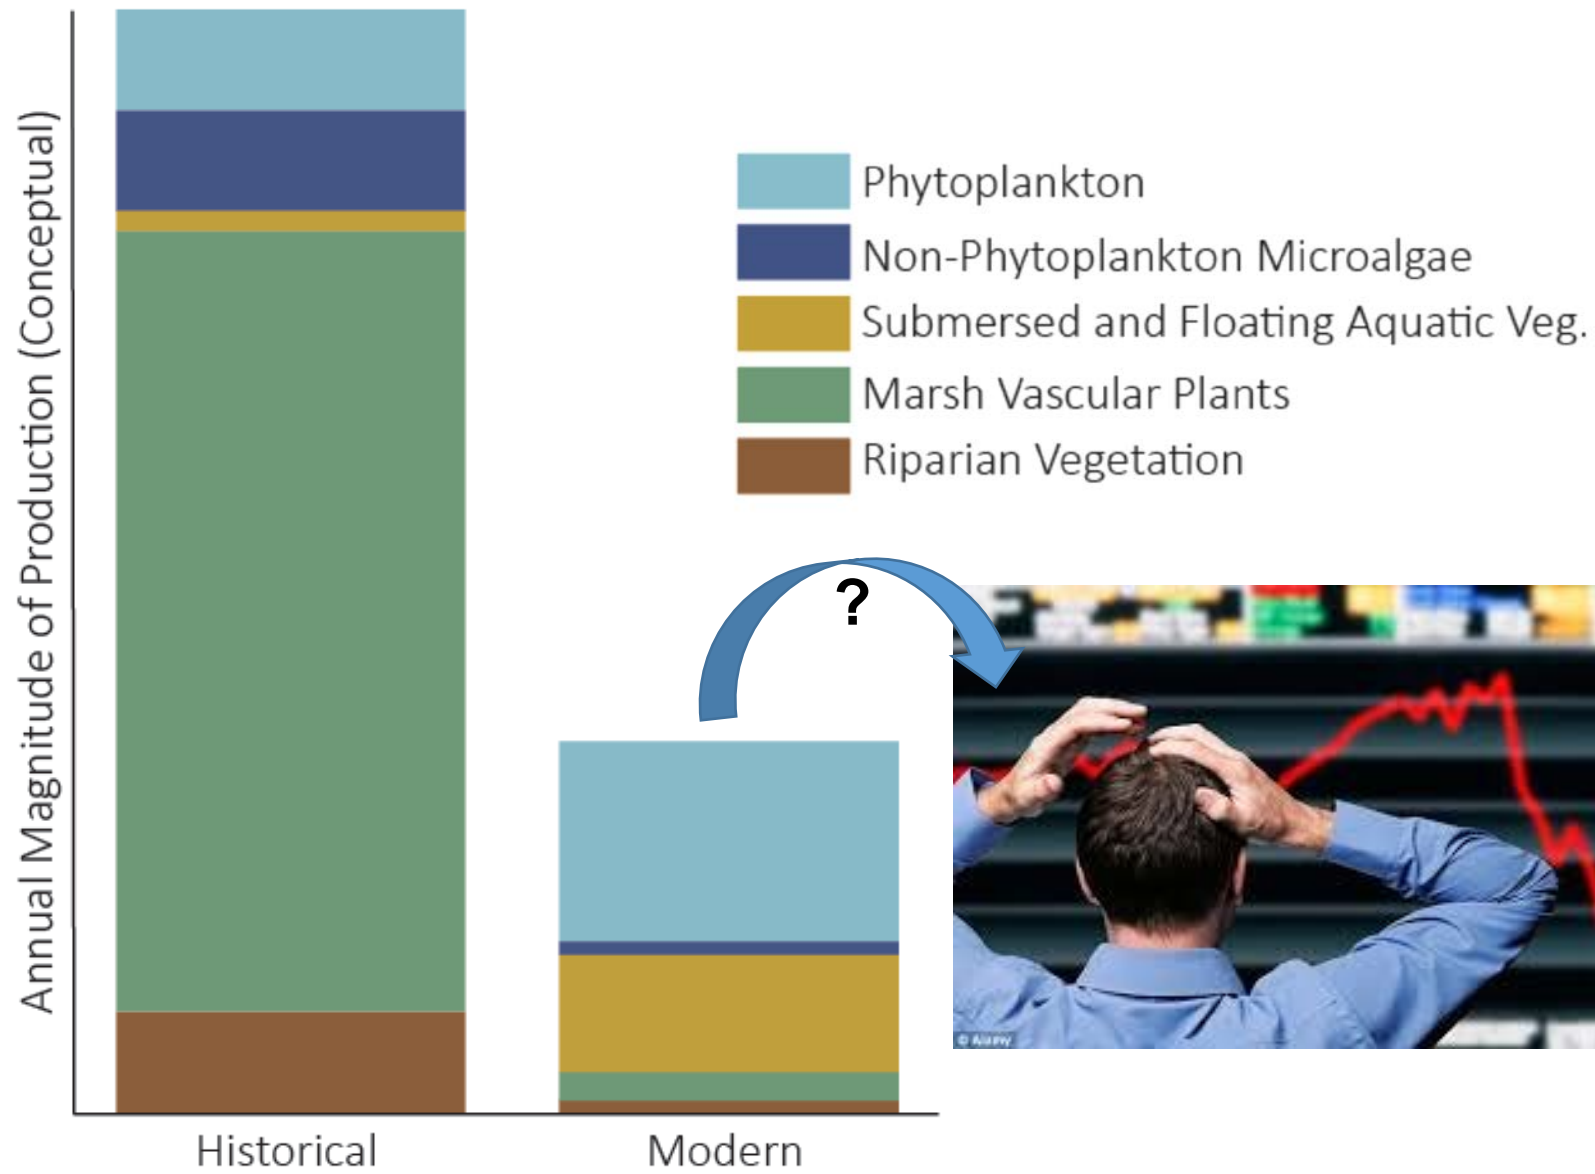 Annual Magnitude of Production (Conceptual)
Phytoplankton
Non-Phytoplankton Microalgae
Submersed and Floating Aquatic Veg.
Marsh Vascular Plants
Riparian Vegetation
?
© Alamy
Historical
Modern